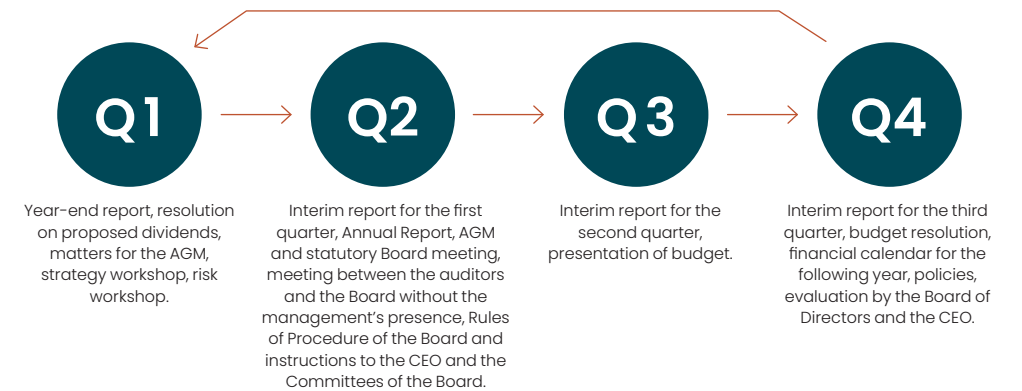 Q1
Year-end report, resolution
on proposed dividends,
matters for the AGM,
strategy workshop, risk
workshop.
Q2
Interim report for the first
quarter, Annual Report, AGM
and statutory Board meeting,
meeting between the auditors
and the Board without the
management’s presence, Rules
of Procedure of the Board and
instructions to the CEO and the
Committees of the Board.
Q3
Interim report for the
second quarter,
presentation of budget.
Q4
Interim report for the third
quarter, budget resolution,
financial calendar for the
following year, policies,
evaluation by the Board of
Directors and the CEO.